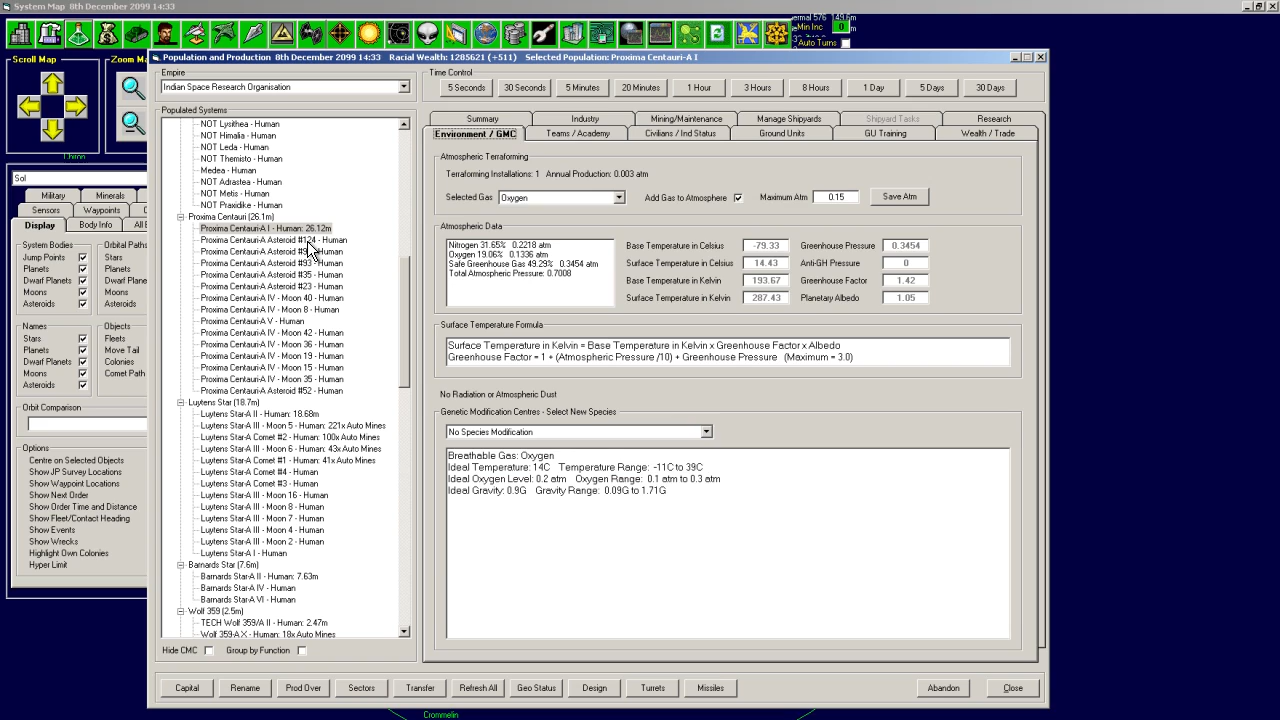 System Map 8th December 2099 14:33
ermal 576 149.6m
Min Inc 0
Auto Turns
Scroll Map
Zoom Ma
Chiron
Population and Production 8th December 2099 14:33 Racial Wealth: 1285621 (+511) Selected Population: Proxima Centauri-A I
Empire
Indian Space Research Organisation
Time Control
5 Seconds 30 Seconds 5 Minutes 20 Minutes 1 Hour 3 Hours 8 Hours 1 Day 5 Days 30 Days
Populated Systems
NOT Lysithea - Human
NOT Himalia - Human
NOT Leda - Human
NOT Themisto - Human
Medea - Human
NOT Adrastea - Human
NOT Metis - Human
NOT Praxidike - Human
Proxima Centauri (26.1m)
Proxima Centauri-A I - Human: 26.12m
Proxima Centauri-A Asteroid #124 - Human
Proxima Centauri-A Asteroid #9 Human
Proxima Centauri-A Asteroid #93 Human
Proxima Centauri-A Asteroid #35 - Human
Proxima Centauri-A Asteroid #23 - Human
Proxima Centauri-A IV - Moon 40 - Human
Proxima Centauri-A IV - Moon 8 - Human
Proxima Centauri-A V - Human
Proxima Centauri-A IV - Moon 42 - Human
Proxima Centauri-A IV - Moon 36 - Human
Proxima Centauri-A IV - Moon 19 - Human
Proxima Centauri-A IV - Moon 15 - Human
Proxima Centauri-A IV - Moon 35 - Human
Proxima Centauri-A Asteroid #52 - Human
Luytens Star (18.7m)
Luytens Star-A II - Human: 18.68m
Luytens Star-A III - Moon 5 - Human: 221x Auto Mines
Luytens Star-A Comet #2 - Human: 100x Auto Mines
Luytens Star-A III - Moon 6 - Human: 43x Auto Mines
Luytens Star-A Comet #1 - Human: 41x Auto Mines
Luytens Star-A Comet #4 - Human
Luytens Star-A Comet #3 - Human
Luytens Star-A III - Moon 16 - Human
Luytens Star-A III - Moon 8 - Human
Luytens Star-A III - Moon 7 - Human
Luytens Star-A III - Moon 4 - Human
Luytens Star-A III - Moon 2 - Human
Luytens Star-A I - Human
Barnards Star (7.6m)
Barnards Star-A II - Human: 7.63m
Barnards Star-A IV - Human
Barnards Star-A VI - Human
Wolf 359 (2.5m)
TECH Wolf 359/A II - Human: 2.47m
Wolf 359-A X - Human: 18x Auto Mines
Hide CMC Group by Function
Summary Industry Mining/Maintenance Manage Shipyards Shipyard Tasks Research
Environment / GMC Teams / Academy Civilians / Ind Status Ground Units GU Training Wealth / Trade
Atmospheric Terraforming
Terraforming Installations: 1 Annual Production: 0.003 atm
Selected Gas Oxygen Add Gas to Atmosphere Maximum Atm 0.15 Save Atm
Atmospheric Data
Nitrogen 31.65% 0.2218 atm
Oxygen 19.06% 0.1336 atm
Safe Greenhouse Gas 49.29% 0.3454 atm
Total Atmospheric Pressure: 0.7008
Base Temperature in Celsius -79.33 Greenhouse Pressure 0.3454
Surface Temperature in Celsius 14.43 Anti-GH Pressure 0
Base Temperature in Kelvin 193.67 Greenhouse Factor 1.42
Surface Temperature in Kelvin 287.43 Planetary Albedo 1.05
Surface Temperature Formula
Surface Temperature in Kelvin = Base Temperature in Kelvin x Greenhouse Factor x Albedo
Greenhouse Factor = 1 + (Atmospheric Pressure /10) + Greenhouse Pressure (Maximum = 3.0)
No Radiation or Atmospheric Dust
Genetic Modification Centres - Select New Species
No Species Modification
Breathable Gas: Oxygen
Ideal Temperature: 14C Temperature Range: -11C to 39C
Ideal Oxygen Level: 0.2 atm Oxygen Range: 0.1 atm to 0.3 atm
Ideal Gravity: 0.9G Gravity Range: 0.09G to 1.71G
Capital Rename Prod Over Sectors Transfer Refresh All Geo Status Design Turrets Missiles Abandon Close
Sol
Military Minerals
Sensors Waypoints
Display Body Info All E
System Bodies
Jump Points
Planets
Dwarf Planets
Moons
Asteroids
Orbital Paths
Stars
Planets
Dwarf Planets
Moons
Asteroids
Names
Stars
Planets
Dwarf Planets
Moons
Asteroids
Objects
Fleets
Move Tail
Colonies
Comet Path
Orbit Comparison
Options
Centre on Selected Objects
Show JP Survey Locations
Show Waypoint Locations
Show Next Order
Show Order Time and Distance
Show Fleet/Contact Heading
Show Events
Show Wrecks
Highlight Own Colonies
Hyper Limit
Crommelin